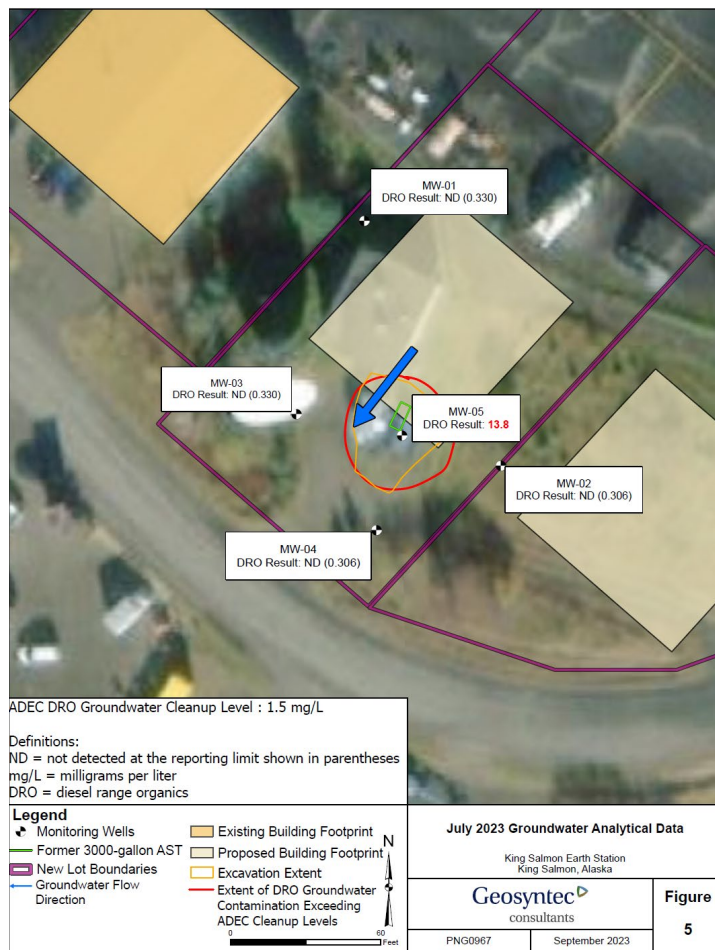 MW-01
DRO Result: ND (0.330)
MW-03
DRO Result: ND (0.330)
MW-05
DRO Result: 13.8
MW-02
DRO Result: ND (0.306)
MW-04
DRO Result: ND (0.306)
ADEC DRO Groundwater Cleanup Level : 1.5 mg/L
Definitions:
ND = not detected at the reporting limit shown in parentheses
mg/L = milligrams per liter
DRO = diesel range organics
Legend
Monitoring Wells
Former 3000-gallon AST
New Lot Boundaries
Groundwater Flow
Direction
Existing Building Footprint
Proposed Building Footprint
Excavation Extent
Extent of DRO Groundwater
Contamination Exceeding
ADEC Cleanup Levels
N
0 60
Feet
July 2023 Groundwater Analytical Data
King Salmon Earth Station
King Salmon, Alaska
Geosyntec
consultants
PNG0967
September 2023
Figure
5